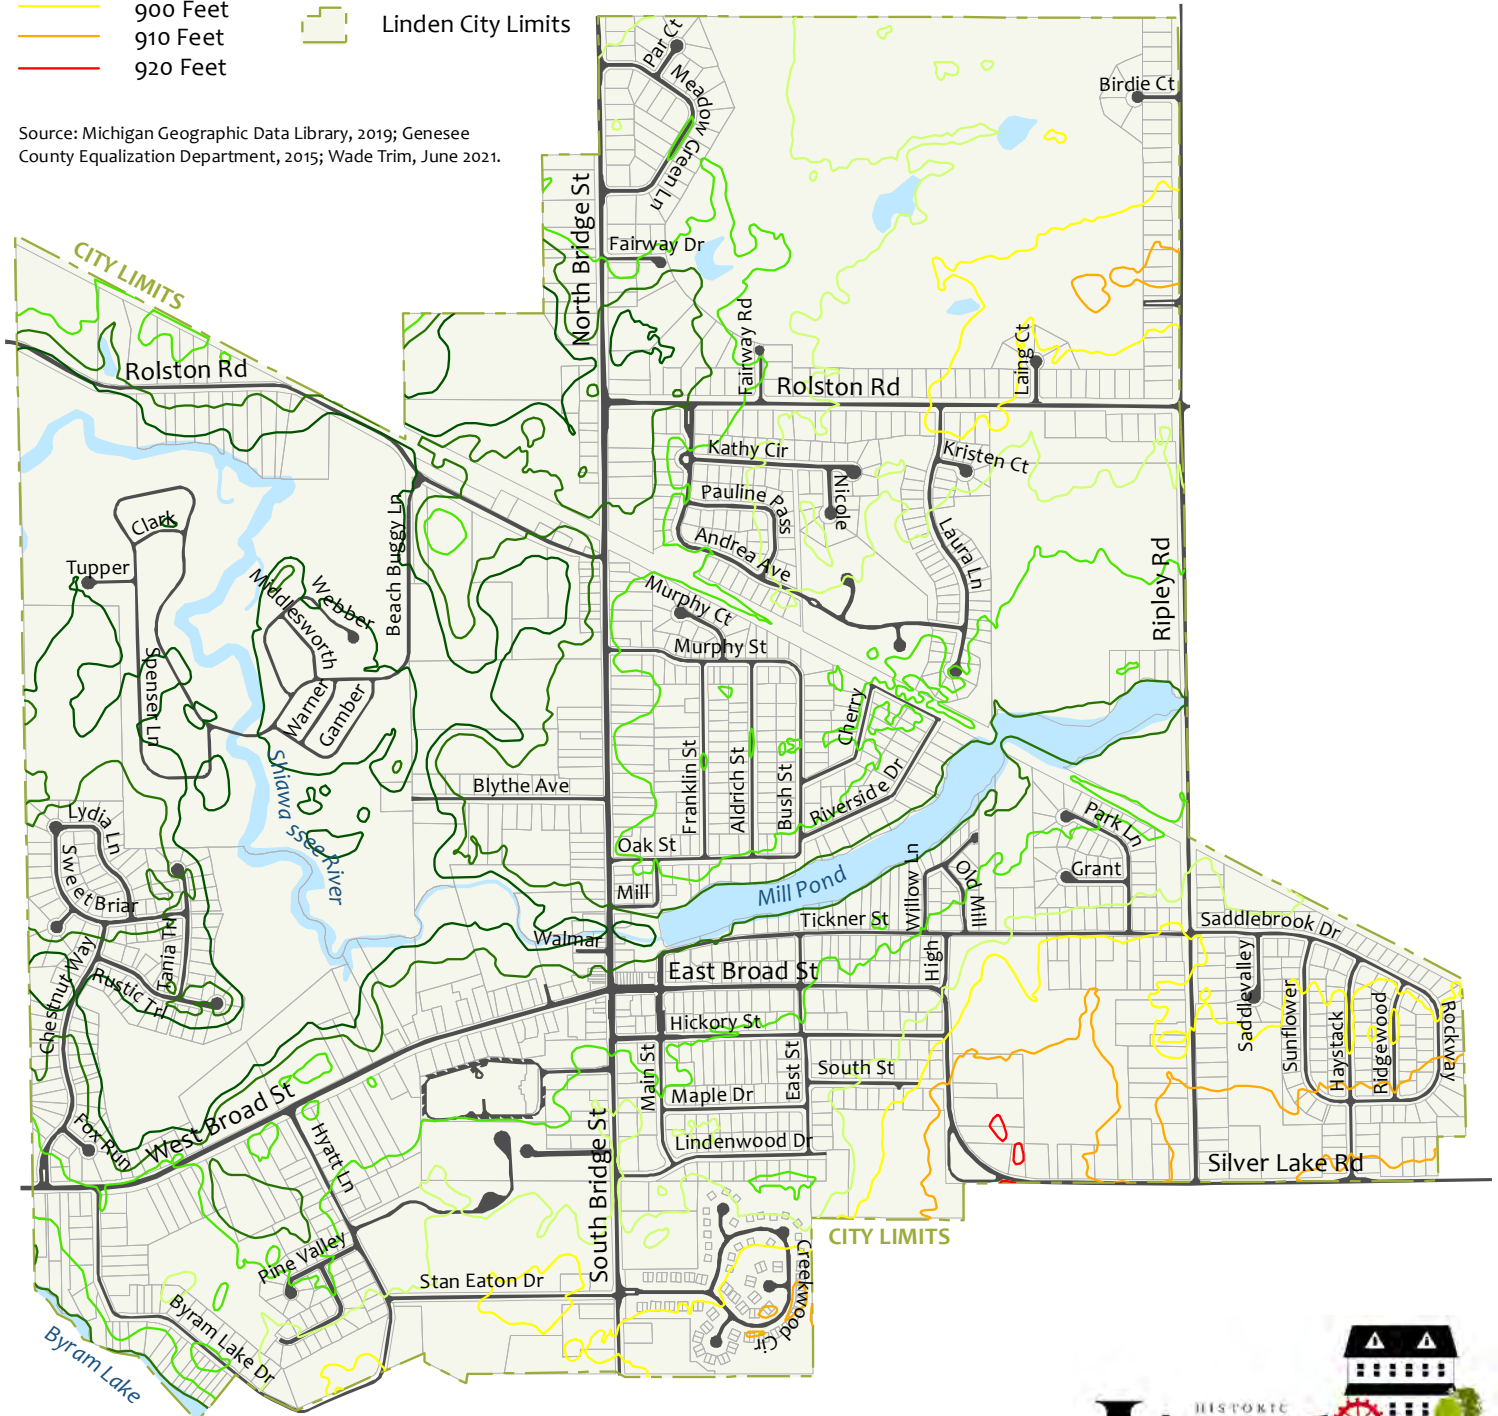 900 Feet
910 Feet
920 Feet
Linden City Limits
Source: Michigan Geographic Data Library, 2019; Genesee
County Equalization Department, 2015; Wade Trim, June 2021.
Par Ct
Meadow Green Ln
Birdie Ct
North Bridge St
Fairway Dr
CITY LIMITS
Rolston Rd
Fairway Rd
Rolston Rd
Laing Ct
Kathy Cir
Kristen Ct
Nicole
Pauline Pass
Andrea Ave
Laura Ln
Ripley Rd
Clark
Tupper
Beach Buggy Ln
Webber
Middlesworth
Warner
Gamber
Spenser Ln
Murphy Ct
Murphy St
Cherry
Franklin St
Aldrich St
Bush St
Riverside Dr
Blythe Ave
Shiawassee River
Oak St
Mill
Mill Pond
Willow Ln
Old Mill
Park Ln
Grant
Lydia Ln
Sweet Briar
Tania Trl
Chestnut Way
Rustic Trl
Walmar
Tickner St
Saddlebrook Dr
East Broad St
High
Saddlevalley
Sunflower
Haystack
Ridgewood
Rockway
Hickory St
Main St
East St
South St
Maple Dr
Lindenwood Dr
West Broad St
Fox Run
Hyatt Ln
South Bridge St
Silver Lake Rd
CITY LIMITS
Pine Valley
Stan Eaton Dr
Creekwood Cir
Byram Lake Dr
Byram Lake
HISTORIC